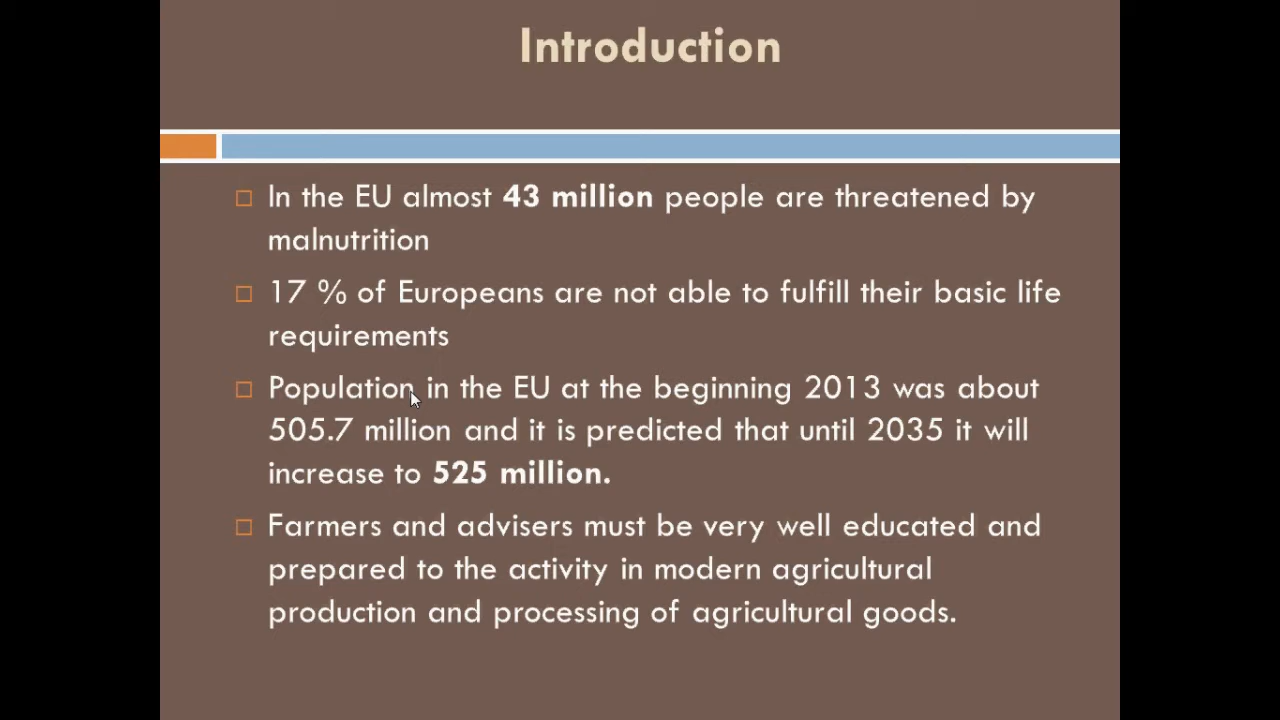 Introduction
In the EU almost 43 million people are threatened by
malnutrition
17 % of Europeans are not able to fulfill their basic life
requirements
Population in the EU at the beginning 2013 was about
505.7 million and it is predicted that until 2035 it will
increase to 525 million.
Farmers and advisers must be very well educated and
prepared to the activity in modern agricultural
production and processing of agricultural goods.